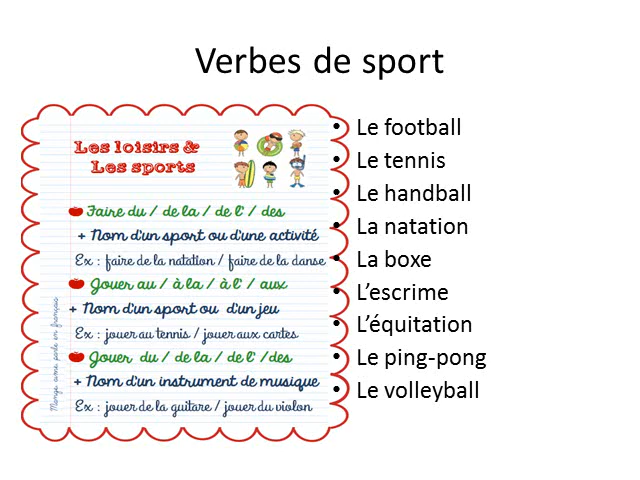 Verbes de sport
Les loisirs &
Les sports
Faire du / de la / de l' / des
+ Nom d'un sport ou d'une activité
Ex : faire de la natation / faire de la danse
Jouer au / à la / à l' / aux
+ Nom d'un sport ou d'un jeu
Ex : jouer au tennis / jouer aux cartes
Jouer du / de la / de l' /des
+ Nom d'un instrument de musique
Ex : jouer de la guitare / jouer du violon
parle en français
• Le football
• Le tennis
• Le handball
• La natation
• La boxe
• L'escrime
• L'équitation
• Le ping-pong
• Le volleyball